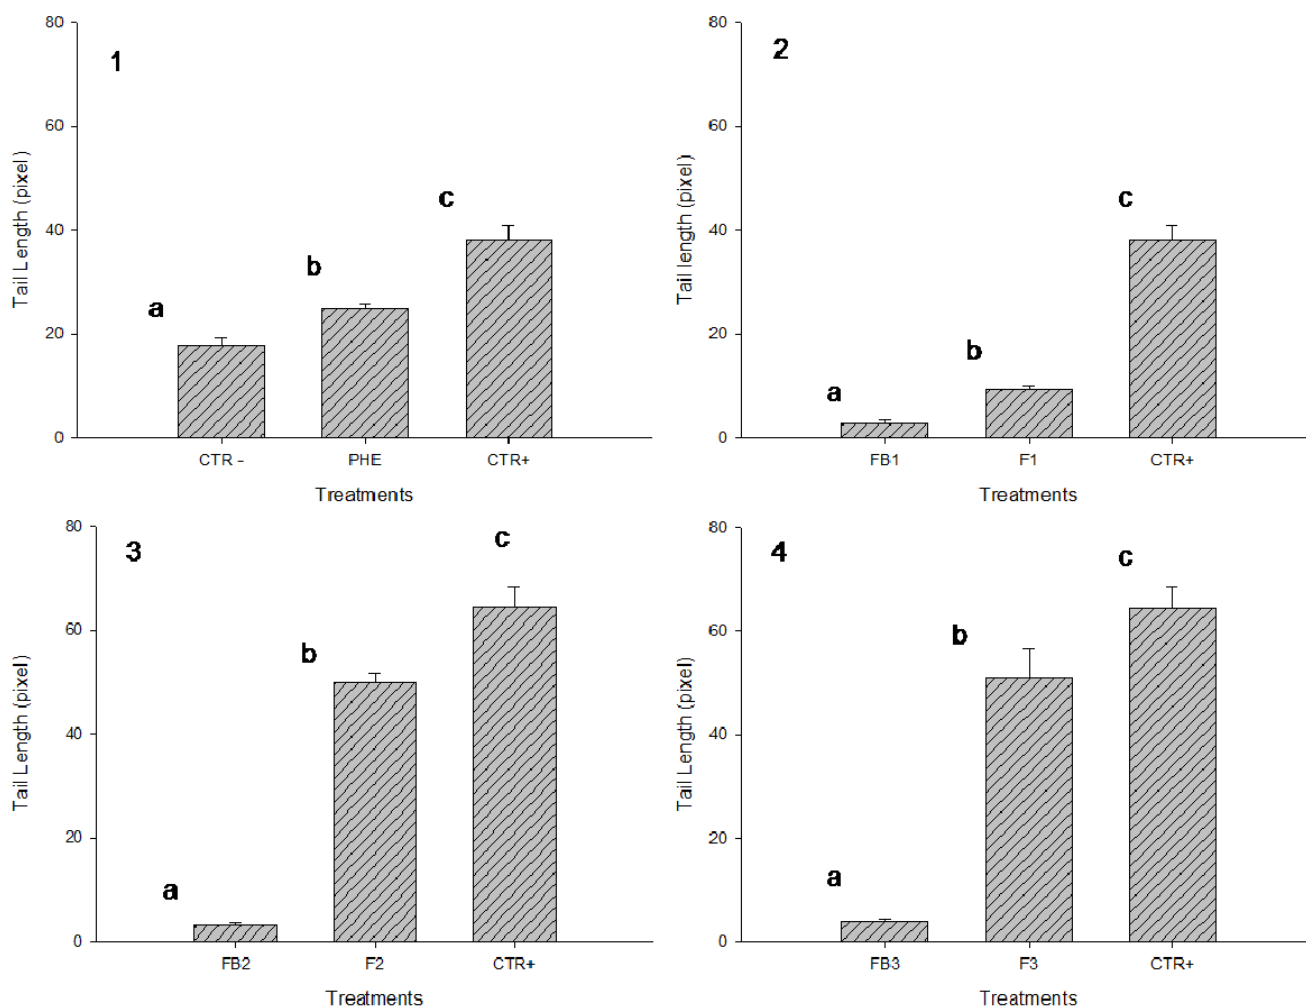 1
Tail Length (pixel)
80
60
40
20
0
a
b
c
CTR -
PHE
CTR+
Treatments
2
Tail length (pixel)
80
60
40
20
0
a
b
c
FB1
F1
CTR+
Treatments
3
Tail Length (pixel)
80
60
40
20
0
a
b
c
FB2
F2
CTR+
Treatments
4
Tail Length (pixel)
80
60
40
20
0
a
b
c
FB3
F3
CTR+
Treatments